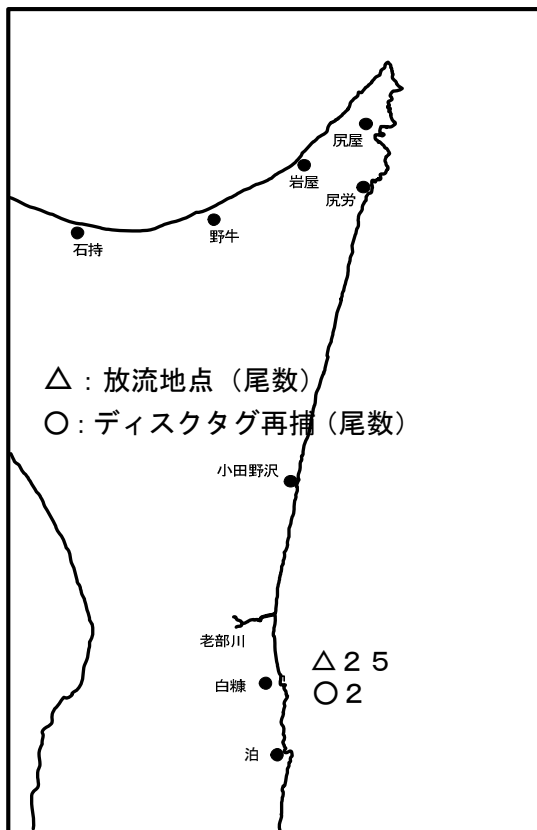 尻屋
岩屋
尻労
野牛
石持
△：放流地点（尾数）
○：ディスクタグ再捕（尾数）
小田野沢
老部川
△２５
白糠
○２
泊